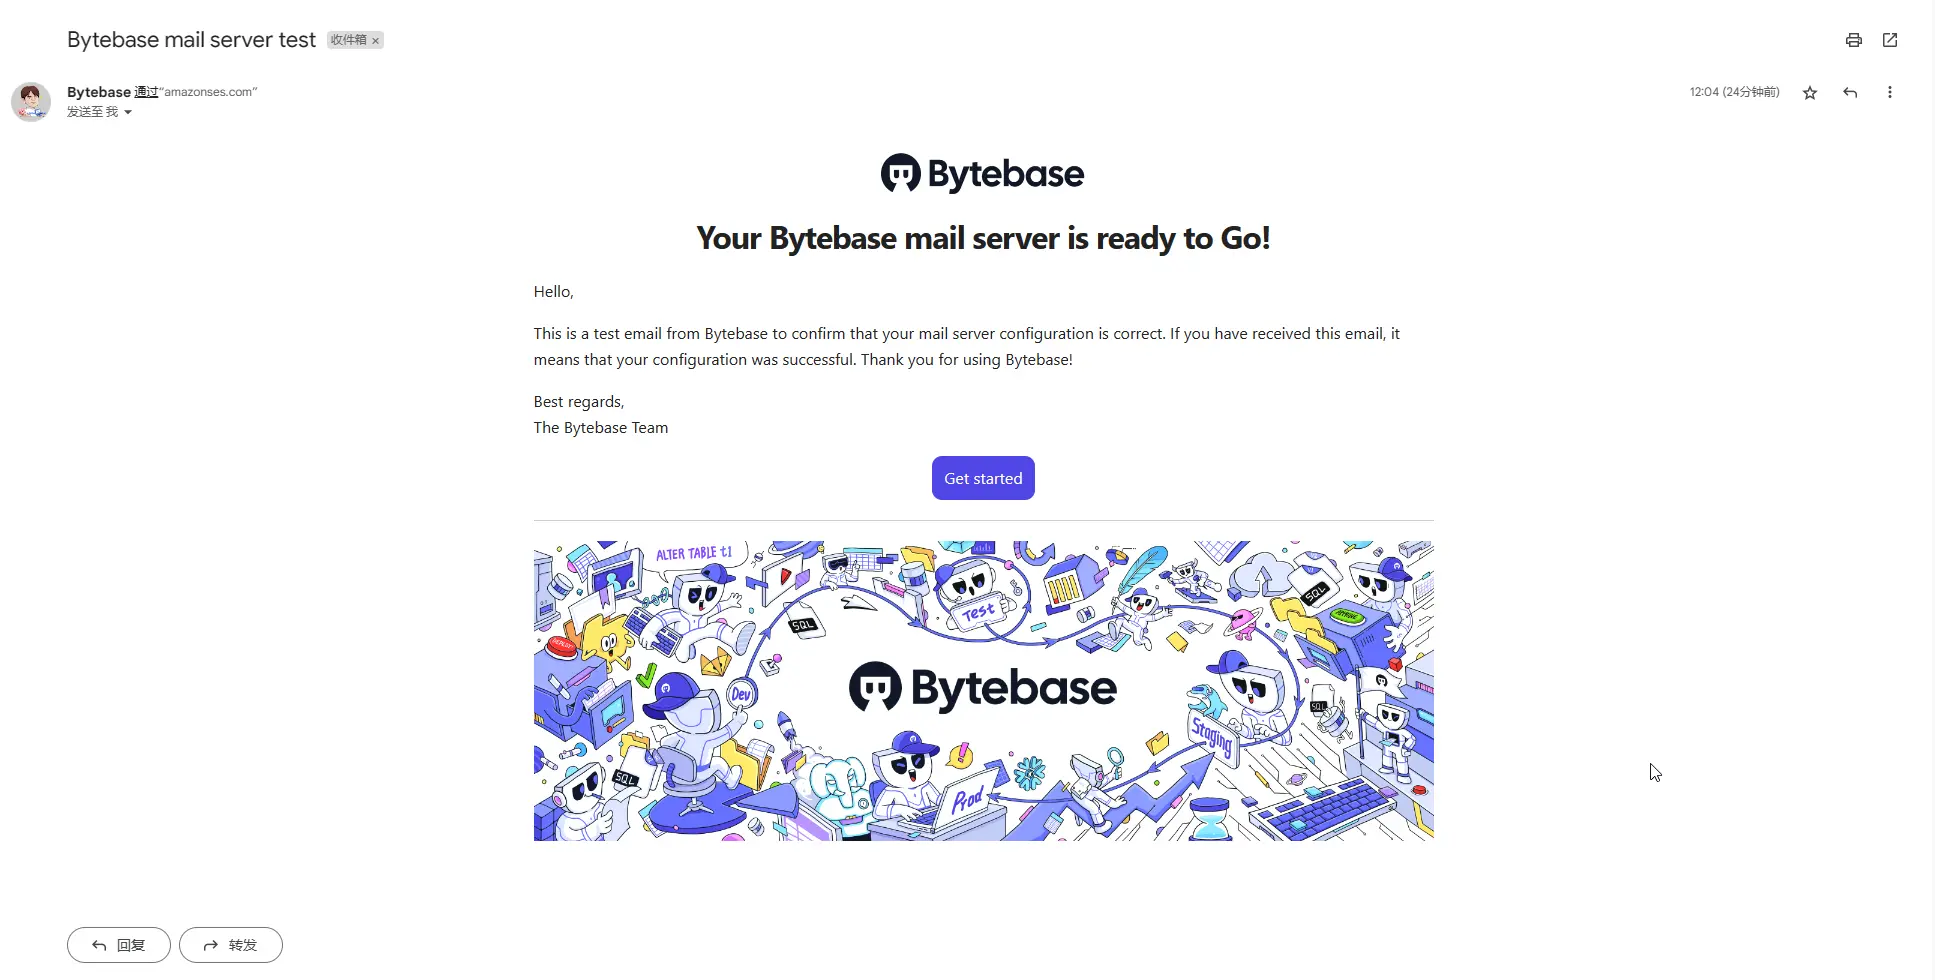 Bytebase mail server test 收件箱 ×
Bytebase 通过“amazonses.com”
12:04 (24分钟前)
发送至 我
Bytebase
Your Bytebase mail server is ready to Go!
Hello,
This is a test email from Bytebase to confirm that your mail server configuration is correct. If you have received this email, it
means that your configuration was successful. Thank you for using Bytebase!
Best regards,
The Bytebase Team
Get started
ALTER TABLE t1
SQL
Test
SQL
DEPLOY
Dev
Bytebase
SQL
Staging
SQL
Prod
回复
转发